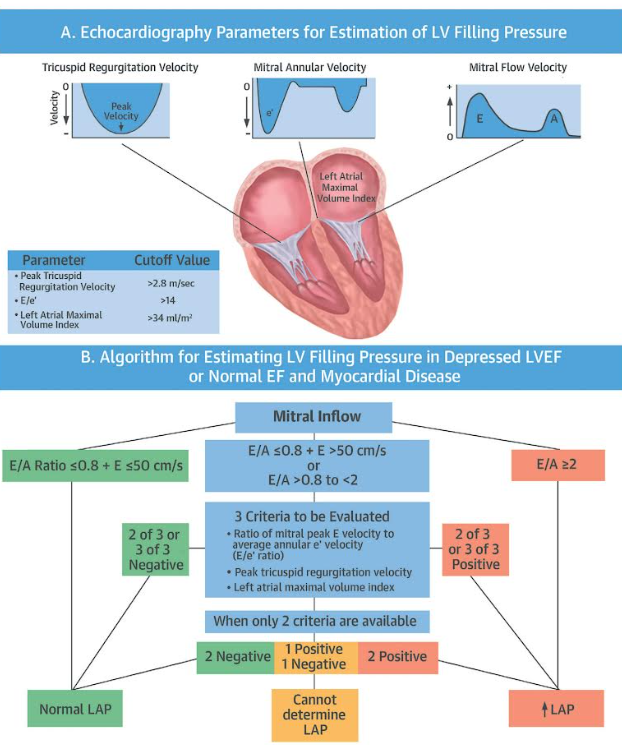 A. Echocardiography Parameters for Estimation of LV Filling Pressure
Tricuspid Regurgitation Velocity
Mitral Annular Velocity
Mitral Flow Velocity
0
Velocity
–
Peak
Velocity
0
–
e'
+
0
E
A
Left Atrial
Maximal
Volume Index
Parameter Cutoff Value
• Peak Tricuspid
Regurgitation Velocity >2.8 m/sec
• E/e' >14
• Left Atrial Maximal
Volume Index >34 ml/m²
B. Algorithm for Estimating LV Filling Pressure in Depressed LVEF
or Normal EF and Myocardial Disease
Mitral Inflow
E/A Ratio ≤0.8 + E ≤50 cm/s
E/A ≤0.8 + E >50 cm/s
or
E/A >0.8 to <2
E/A ≥2
2 of 3 or
3 of 3
Negative
3 Criteria to be Evaluated
• Ratio of mitral peak E velocity to
average annular e' velocity
(E/e' ratio)
• Peak tricuspid regurgitation velocity
• Left atrial maximal volume index
2 of 3
or 3 of 3
Positive
When only 2 criteria are available
2 Negative
1 Positive
1 Negative
2 Positive
Normal LAP
Cannot
determine
LAP
↑ LAP